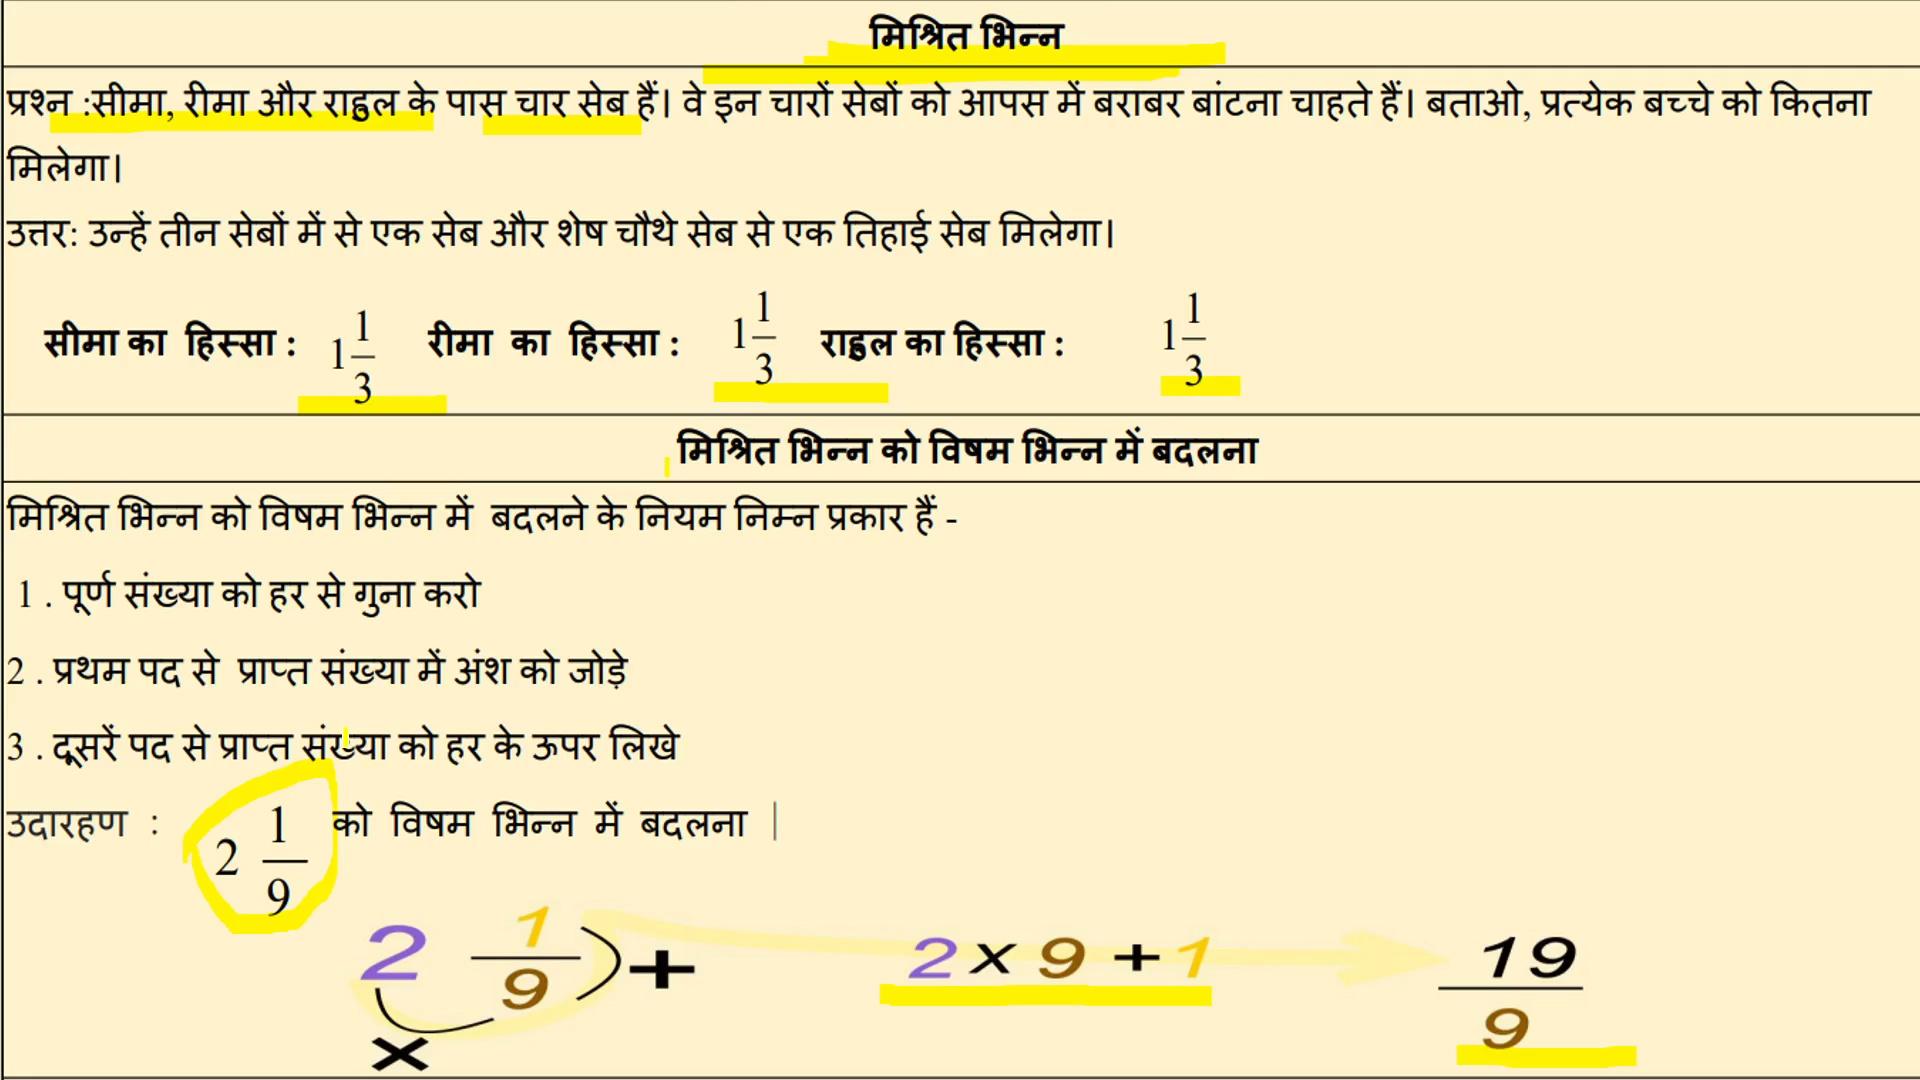 मिश्रित भिन्न
प्रश्न :सीमा, रीमा और राहुल के पास चार सेब हैं। वे इन चारों सेबों को आपस में बराबर बांटना चाहते हैं। बताओ, प्रत्येक बच्चे को कितना
मिलेगा।
उत्तर: उन्हें तीन सेबों में से एक सेब और शेष चौथे सेब से एक तिहाई सेब मिलेगा।
सीमा का हिस्सा : 1 1/3 रीमा का हिस्सा : 1 1/3 राहुल का हिस्सा : 1 1/3
मिश्रित भिन्न को विषम भिन्न में बदलना
मिश्रित भिन्न को विषम भिन्न में बदलने के नियम निम्न प्रकार हैं -
1 . पूर्ण संख्या को हर से गुना करो
2 . प्रथम पद से प्राप्त संख्या में अंश को जोड़े
3 . दूसरें पद से प्राप्त संख्या को हर के ऊपर लिखे
उदारहण : 2 1/9 को विषम भिन्न में बदलना |
2 1/9 + 2 x 9 + 1 19/9
x